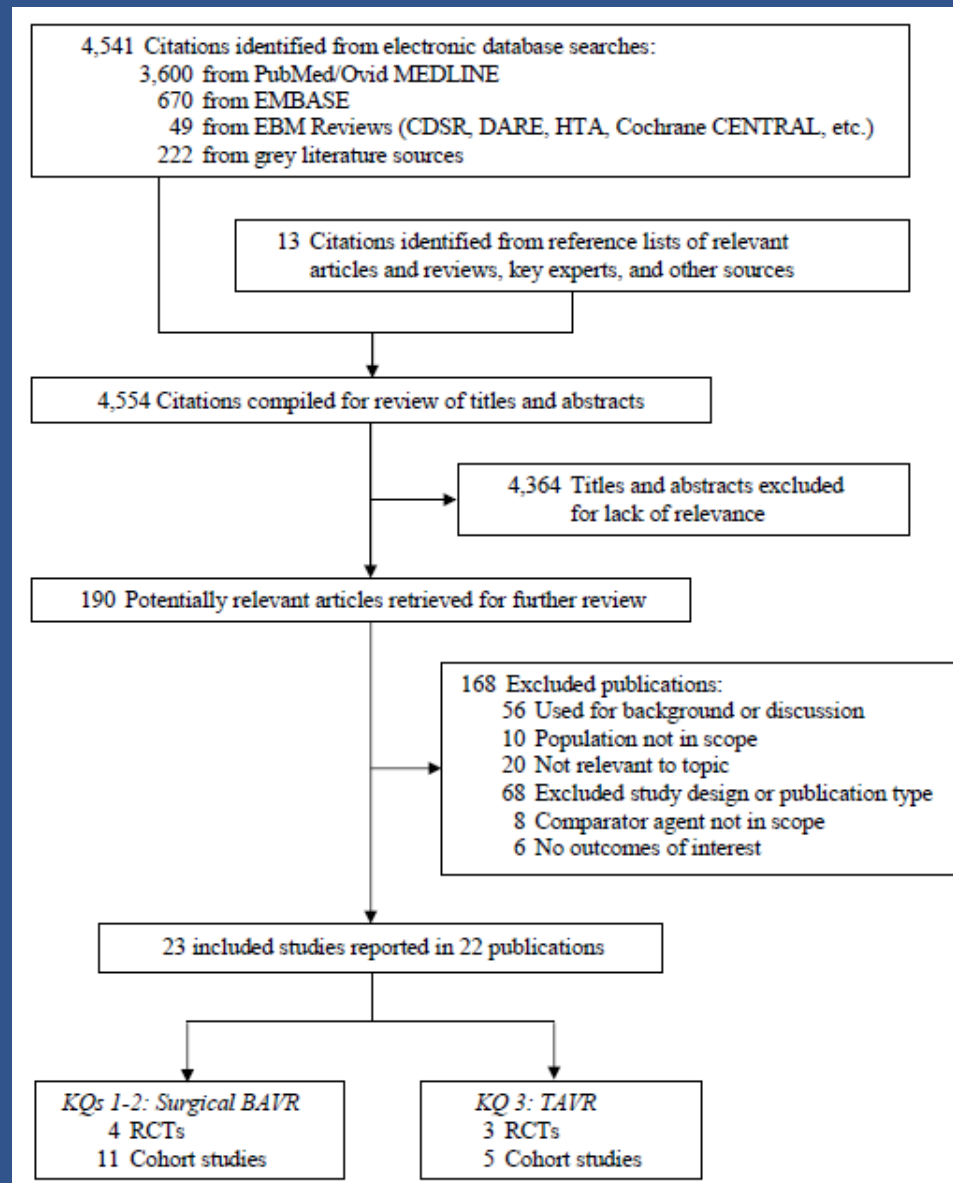 4,541 Citations identified from electronic database searches:
3,600 from PubMed/Ovid MEDLINE
670 from EMBASE
49 from EBM Reviews (CDSR, DARE, HTA, Cochrane CENTRAL, etc.)
222 from grey literature sources
13 Citations identified from reference lists of relevant
articles and reviews, key experts, and other sources
4,554 Citations compiled for review of titles and abstracts
4,364 Titles and abstracts excluded
for lack of relevance
190 Potentially relevant articles retrieved for further review
168 Excluded publications:
56 Used for background or discussion
10 Population not in scope
20 Not relevant to topic
68 Excluded study design or publication type
8 Comparator agent not in scope
6 No outcomes of interest
23 included studies reported in 22 publications
KQs 1-2: Surgical BAVR
4 RCTs
11 Cohort studies
KQ 3: TAVR
3 RCTs
5 Cohort studies